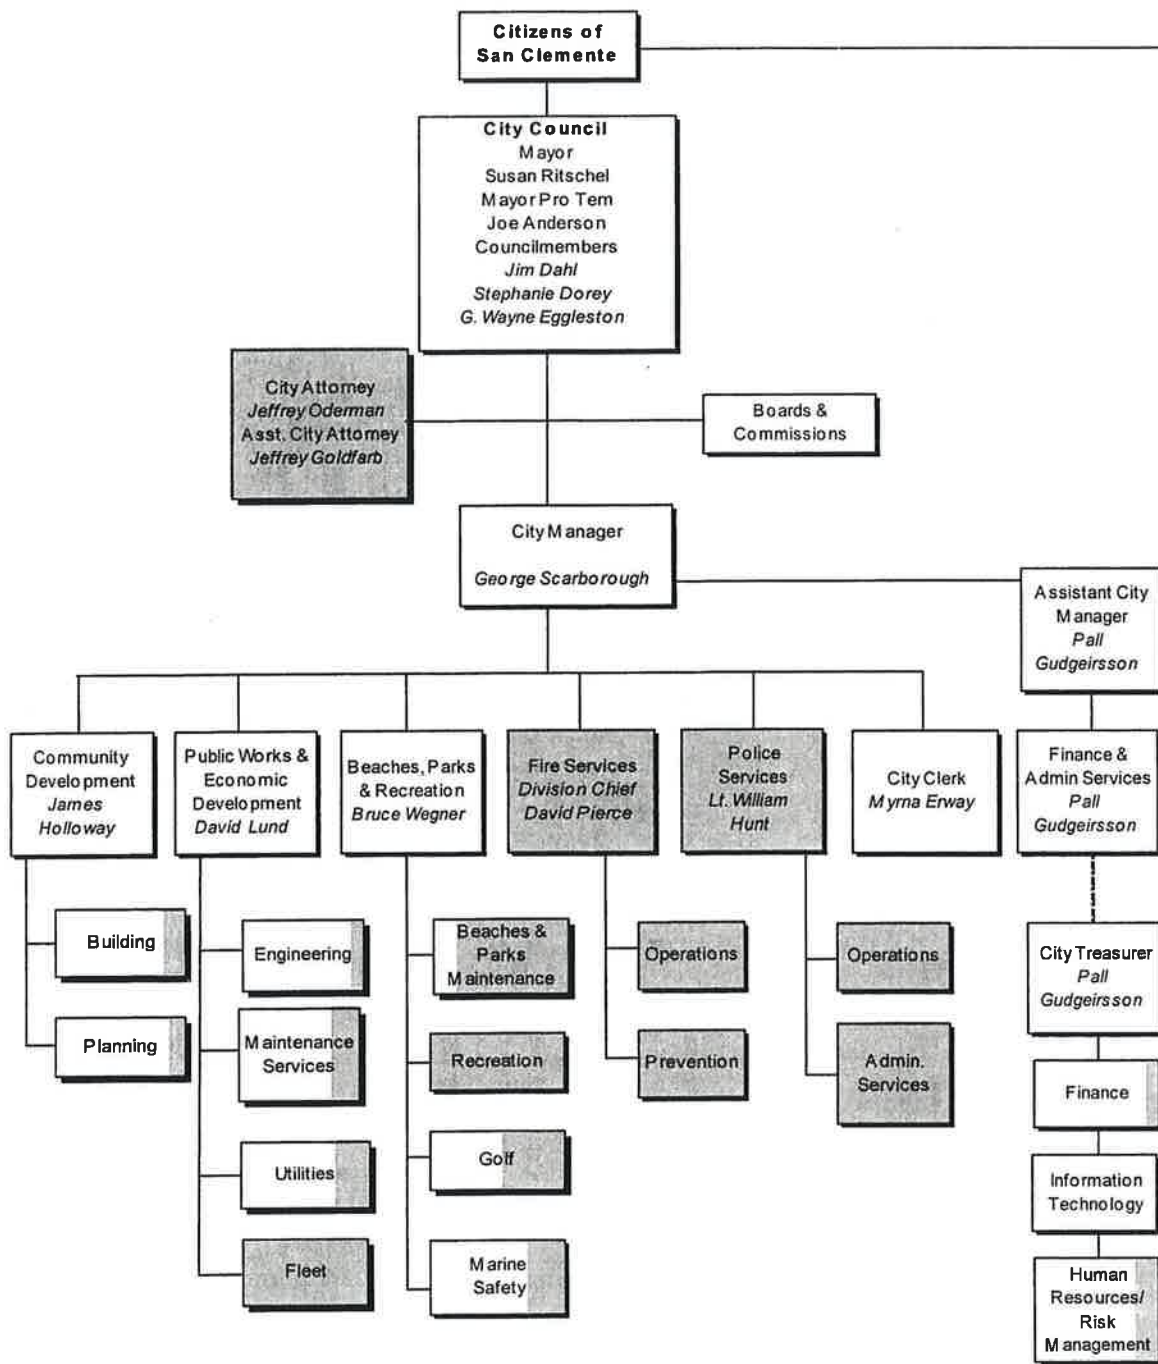 Citizens of
San Clemente
City Council
Mayor
Susan Ritschel
Mayor Pro Tem
Joe Anderson
Councilmembers
Jim Dahl
Stephanie Dorey
G. Wayne Eggleston
City Attorney
Jeffrey Oderman
Asst. City Attorney
Jeffrey Goldfarb
Boards &
Commissions
City Manager
George Scarborough
Assistant City
Manager
Pall
Gudgeirsson
Community
Development
James
Holloway
Public Works &
Economic
Development
David Lund
Beaches, Parks
& Recreation
Bruce Wegner
Fire Services
Division Chief
David Pierce
Police
Services
Lt. William
Hunt
City Clerk
Myrna Erway
Finance &
Admin Services
Pall
Gudgeirsson
Building
Planning
Engineering
Maintenance
Services
Utilities
Fleet
Beaches &
Parks
Maintenance
Recreation
Golf
Marine
Safety
Operations
Prevention
Operations
Admin.
Services
City Treasurer
Pall
Gudgeirsson
Finance
Information
Technology
Human
Resources/
Risk
Management